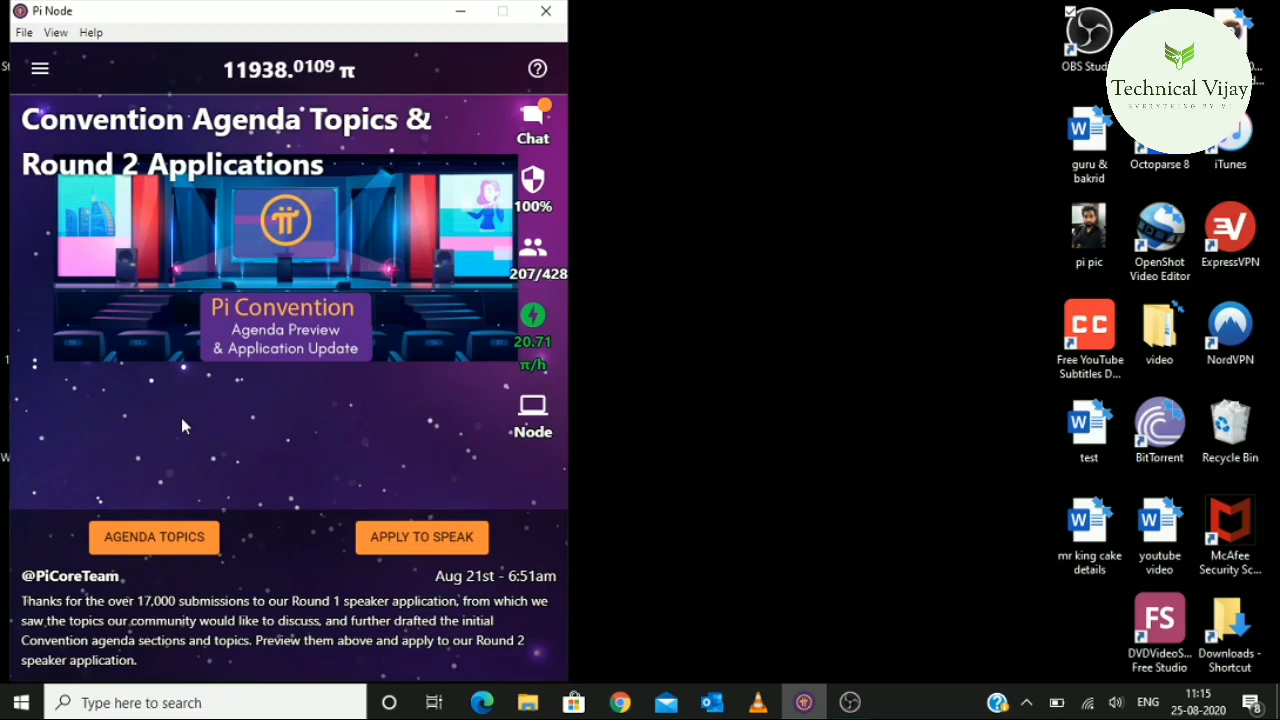 Pi Node
File View Help
11938.0109 π
Convention Agenda Topics &
Round 2 Applications
Chat
100%
207/428
20.71
π/h
Node
Pi Convention
Agenda Preview
& Application Update
AGENDA TOPICS
APPLY TO SPEAK
@PiCoreTeam
Aug 21st - 6:51am
Thanks for the over 17,000 submissions to our Round 1 speaker application, from which we
saw the topics our community would like to discuss, and further drafted the initial
Convention agenda sections and topics. Preview them above and apply to our Round 2
speaker application.
OBS Stud
Technical Vijay
guru &
bakrid
Octoparse 8
iTunes
pi pic
OpenShot
Video Editor
ExpressVPN
Free YouTube
Subtitles D...
video
NordVPN
test
BitTorrent
Recycle Bin
mr king cake
details
youtube
video
McAfee
Security Sc...
FS
DVDVideoS...
Free Studio
Downloads -
Shortcut
Type here to search
ENG
11:15
25-08-2020
8